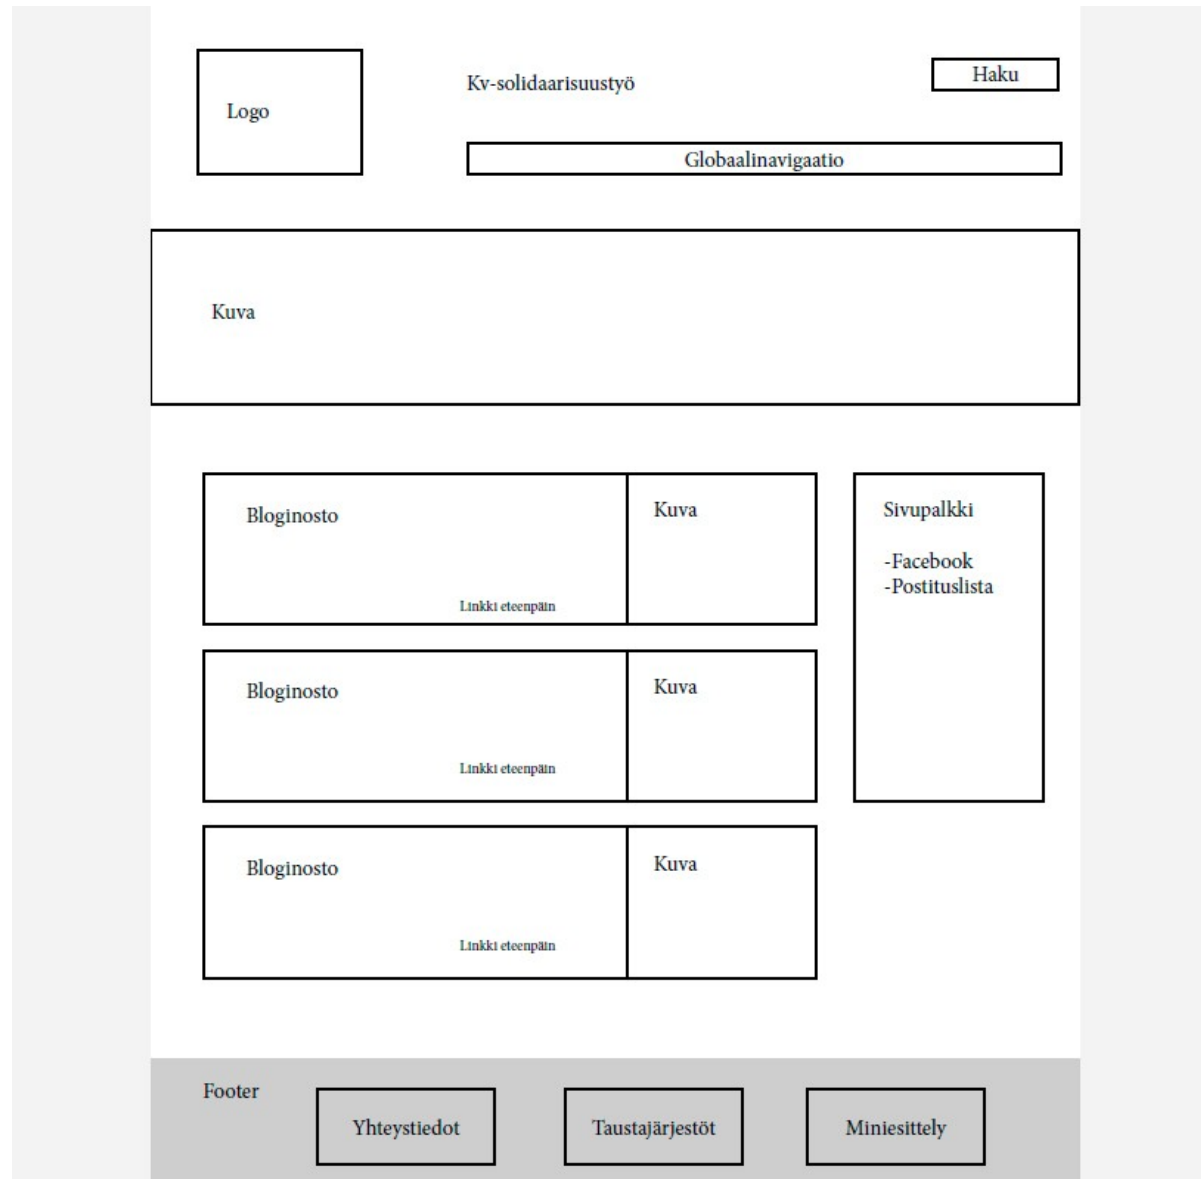 Logo
Kv-solidaarisuustyö
Haku
Globaalinavigaatio
Kuva
Bloginosto
Linkki eteenpäin
Kuva
Sivupalkki
-Facebook
-Postituslista
Bloginosto
Linkki eteenpäin
Kuva
Bloginosto
Linkki eteenpäin
Kuva
Footer
Yhteystiedot
Taustajärjestöt
Miniesittely